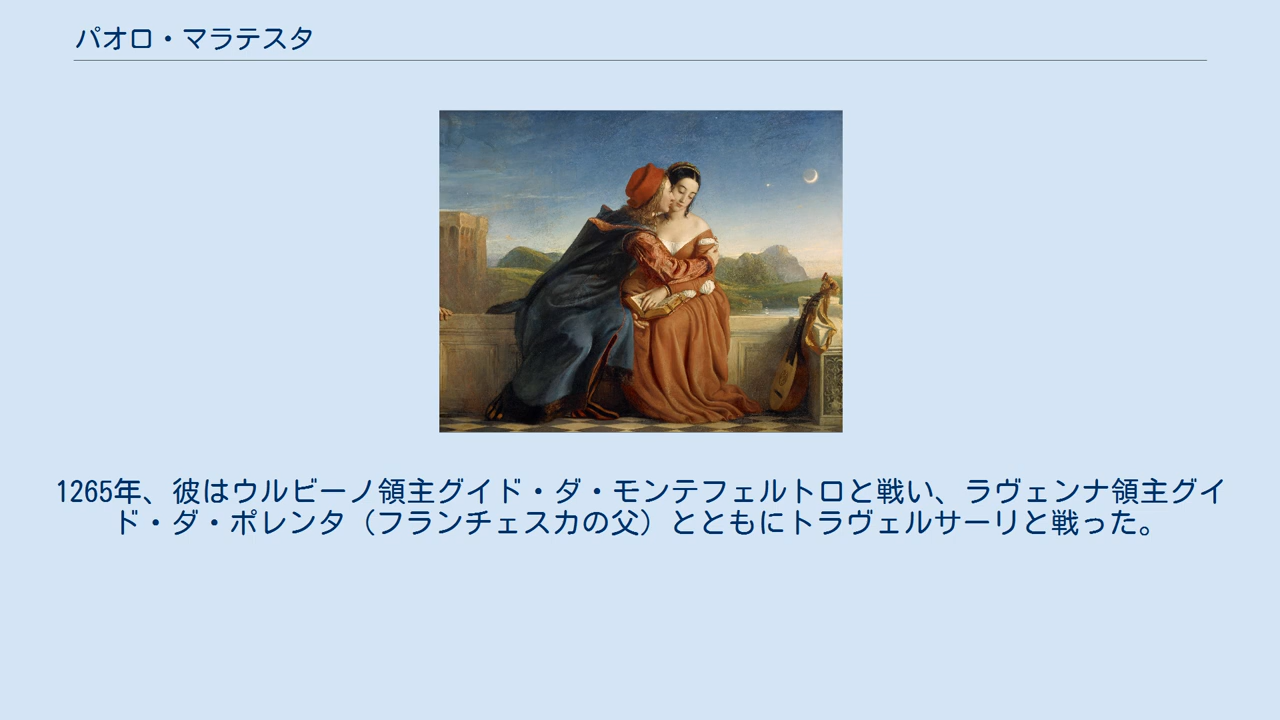 パオロ・マラテスタ
1265年、彼はウルビーノ領主グイド・ダ・モンテフェルトロと戦い、ラヴェンナ領主グイ
ド・ダ・ポレンタ（フランチェスカの父）とともにトラヴェルサーリと戦った。